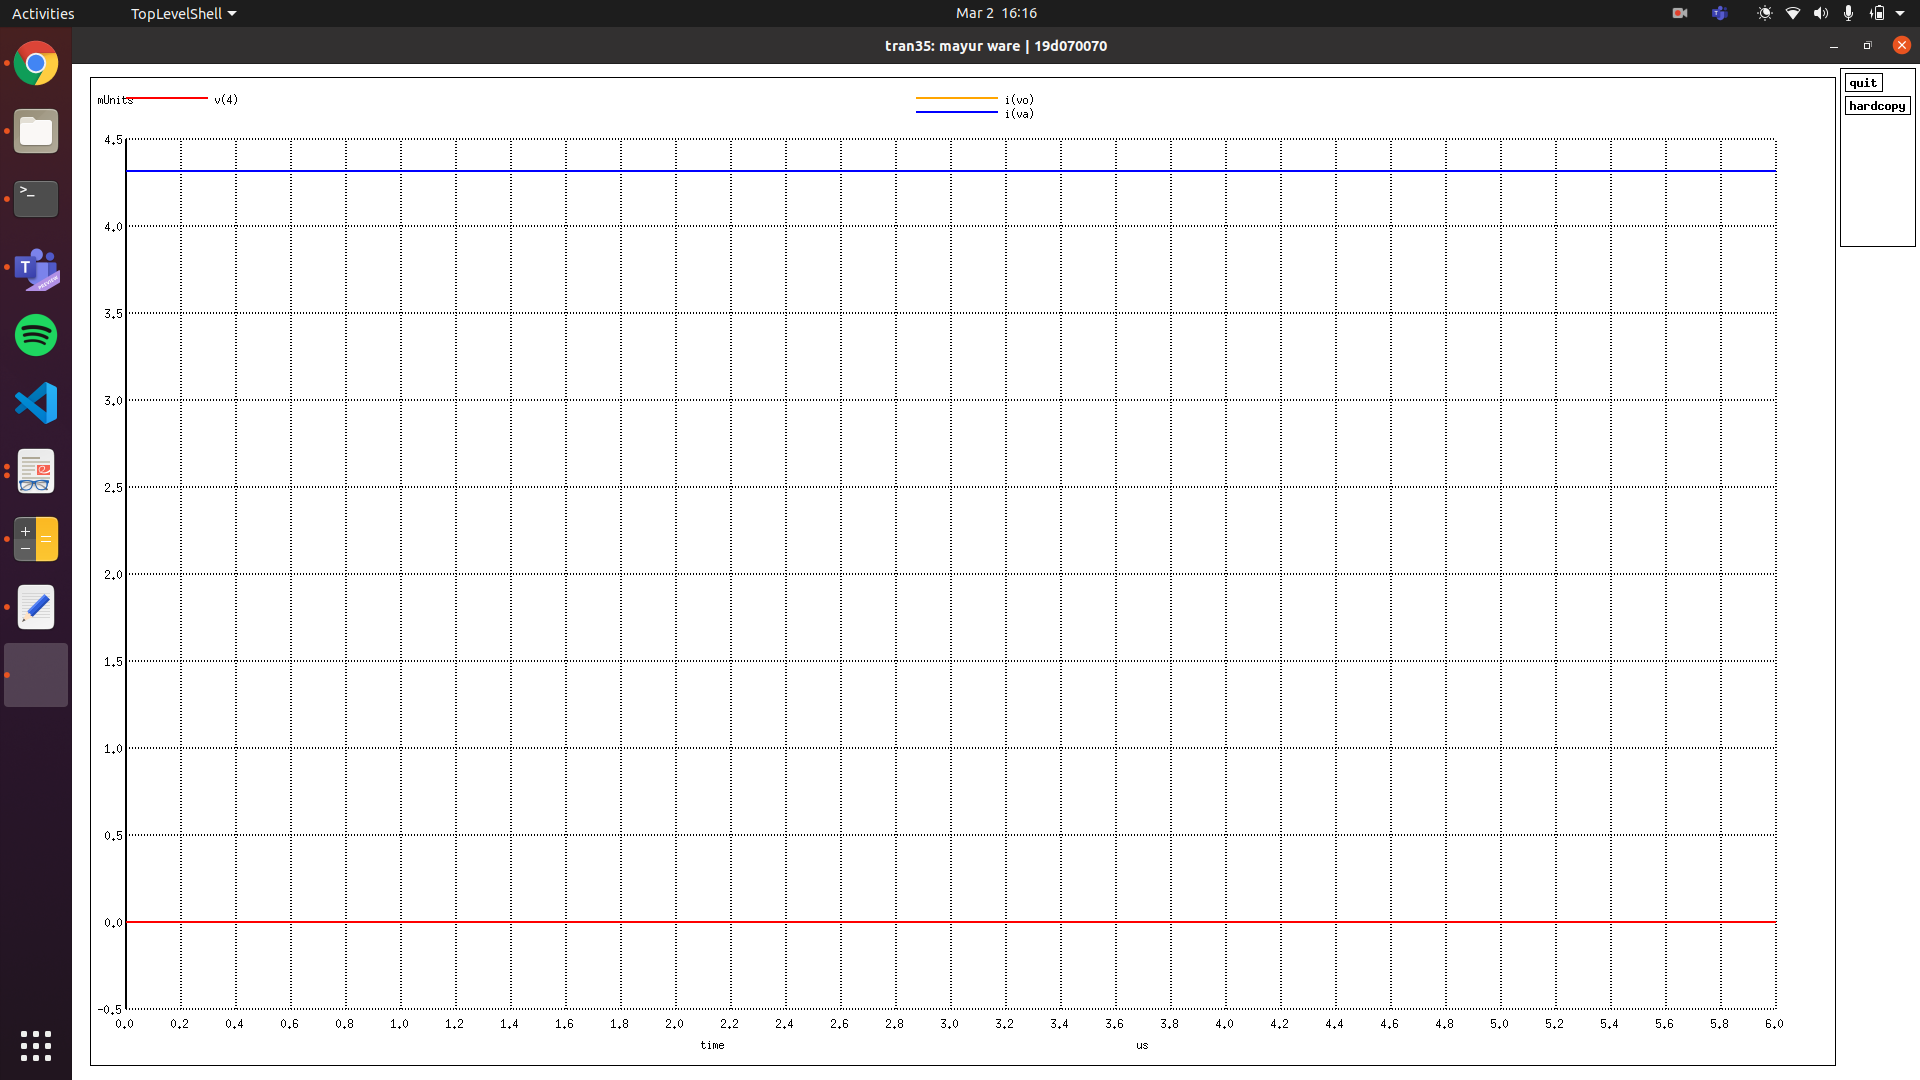 Activities TopLevelShell Mar 2 16:16
tran35: mayur ware | 19d070070
quit
hardcopy
mUnits v(4) i(vo)
i(va)
4.5
4.0
3.5
3.0
2.5
2.0
1.5
1.0
0.5
0.0
-0.5
0.0 0.2 0.4 0.6 0.8 1.0 1.2 1.4 1.6 1.8 2.0 2.2 2.4 2.6 2.8 3.0 3.2 3.4 3.6 3.8 4.0 4.2 4.4 4.6 4.8 5.0 5.2 5.4 5.6 5.8 6.0
time us